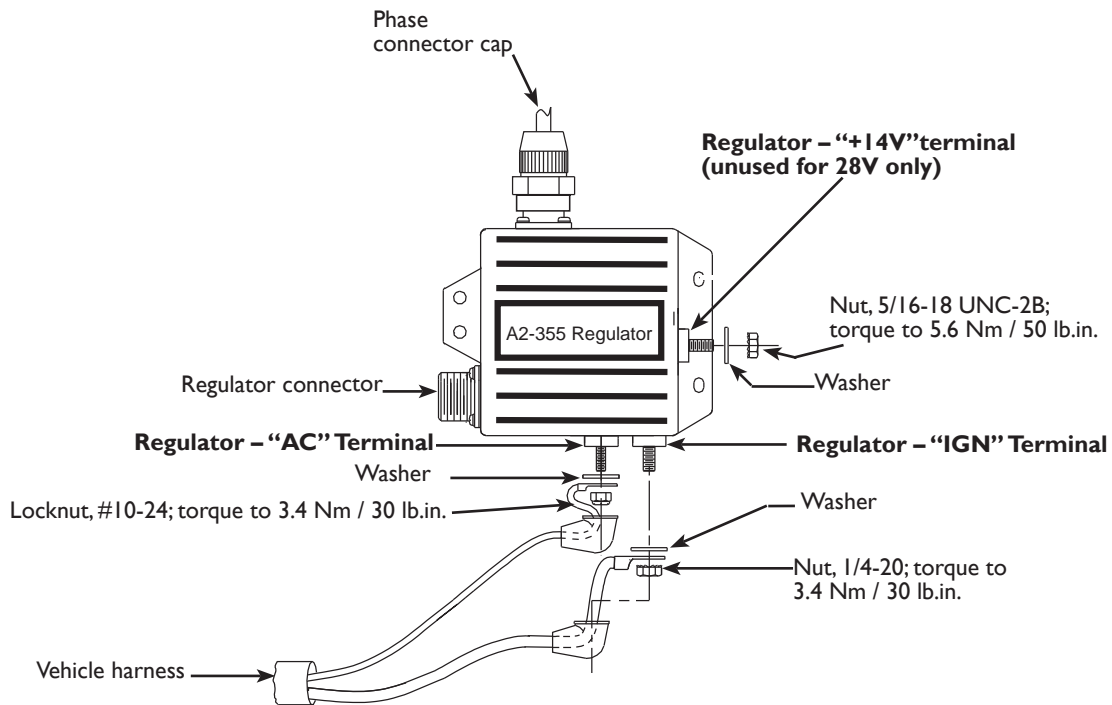 Phase
connector cap
Regulator – “+14V” terminal
(unused for 28V only)
Nut, 5/16-18 UNC-2B;
torque to 5.6 Nm / 50 lb.in.
A2-355 Regulator
Washer
Regulator connector
Regulator – “AC” Terminal
Regulator – “IGN” Terminal
Washer
Locknut, #10-24; torque to 3.4 Nm / 30 lb.in.
Washer
Nut, 1/4-20; torque to
3.4 Nm / 30 lb.in.
Vehicle harness